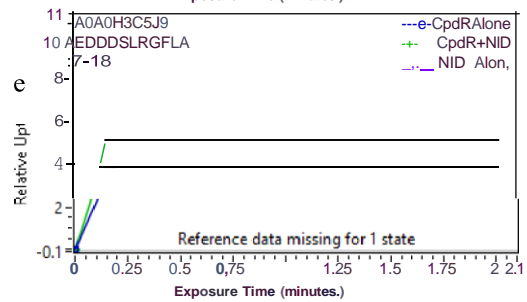 11 A0A0H3C5J9
10 AEDDDSLRGFLA
:7-18
---e-CpdRAlone
-+- CpdR+NID
_,.__ NID Alon,
e
8-
6-
4
2-
-0.1
Relative Up1
Reference data missing for 1 state
0 0.25 0.5 0,75 1.25 1.5 1.75 2 2.1
Exposure Time (minutes.)